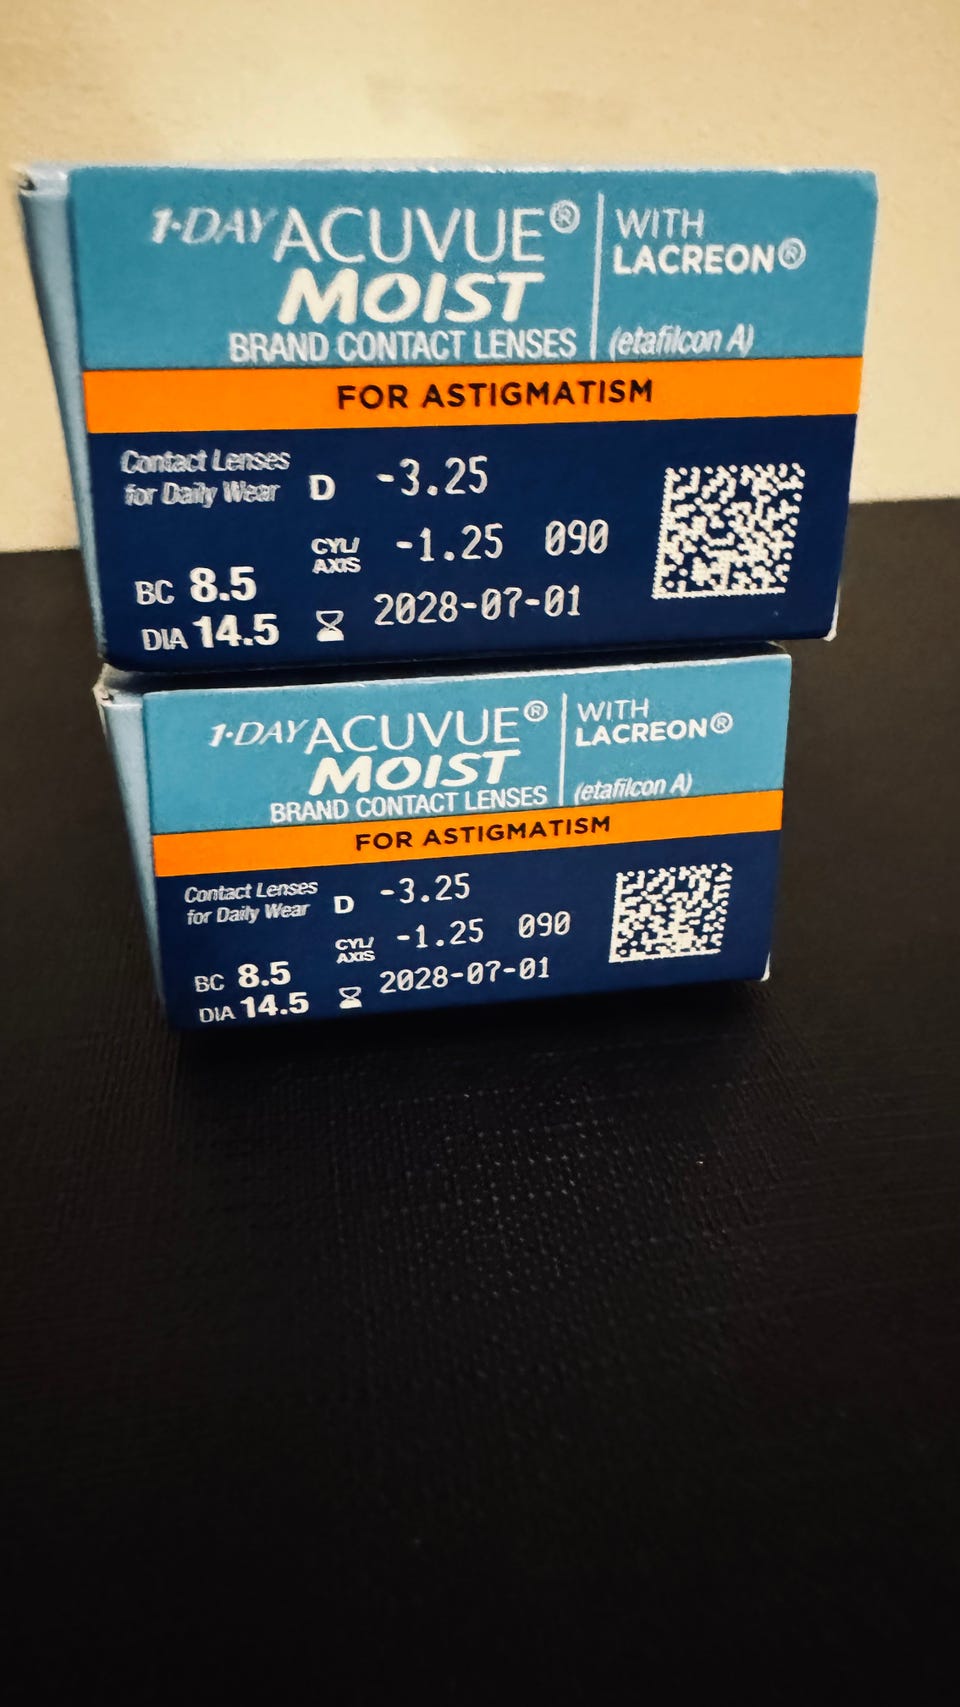 1·DAY ACUVUE® WITH
MOIST LACREON®
BRAND CONTACT LENSES (etafilcon A)
FOR ASTIGMATISM
Contact Lenses
for Daily Wear
D -3.25
CYL/
AXIS -1.25 090
BC 8.5
DIA 14.5
2028-07-01
1·DAY ACUVUE® WITH
MOIST LACREON®
BRAND CONTACT LENSES (etafilcon A)
FOR ASTIGMATISM
Contact Lenses
for Daily Wear
D -3.25
CYL/
AXIS -1.25 090
BC 8.5
DIA 14.5
2028-07-01